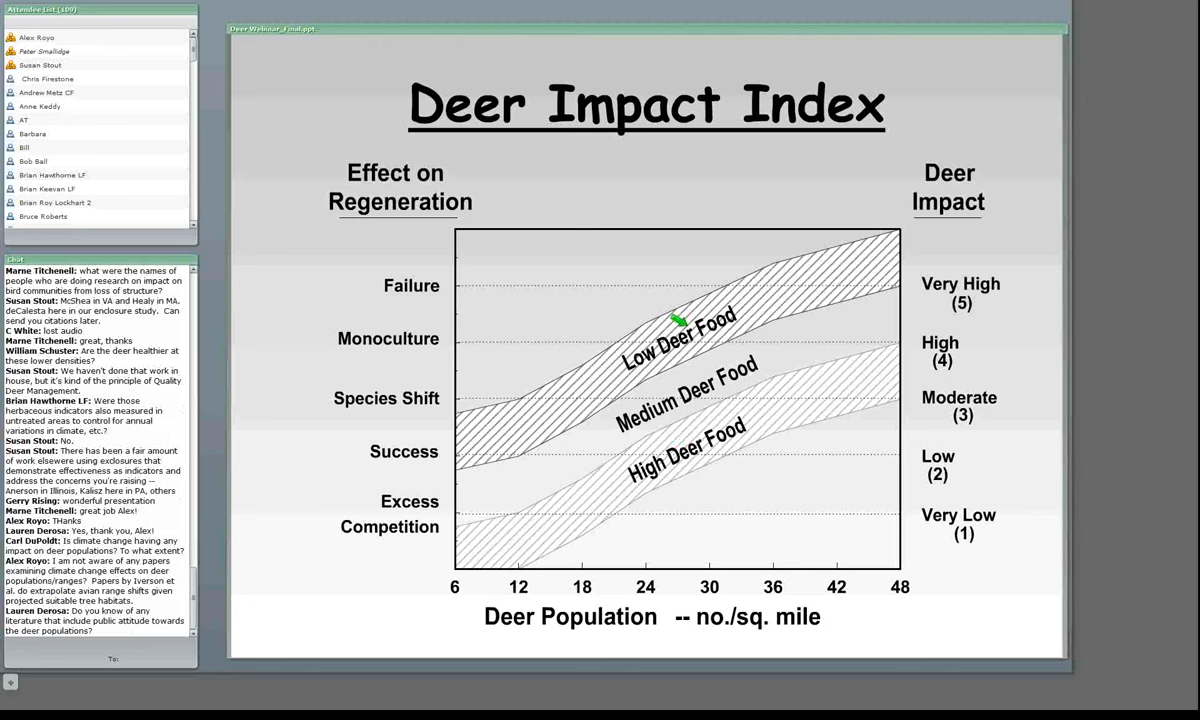 Attendee List (109)
Alex Royo
Peter Smallidge
Susan Stout
Chris Firestone
Andrew Metz CF
Anne Keddy
AT
Barbara
Bill
Bob Ball
Brian Hawthorne LF
Brian Keevan LF
Brian Roy Lockhart 2
Bruce Roberts
Chat
Marne Titchenell: what were the names of
people who are doing research on impact on
bird communities from loss of structure?
Susan Stout: McShea in VA and Healy in MA.
deCalesta here in our enclosure study. Can
send you citations later.
C White: lost audio
Marne Titchenell: great, thanks
William Schuster: Are the deer healthier at
these lower densities?
Susan Stout: We haven't done that work in
house, but it's kind of the principle of Quality
Deer Management.
Brian Hawthorne LF: Were those
herbaceous indicators also measured in
untreated areas to control for annual
variations in climate, etc.?
Susan Stout: No.
Susan Stout: There has been a fair amount
of work elsewhere using exclosures that
demonstrate effectiveness as indicators and
address the concerns you're raising --
Anerson in Illinois, Kalisz here in PA, others
Gerry Rising: wonderful presentation
Marne Titchenell: great job Alex!
Alex Royo: THanks
Lauren Derosa: Yes, thank you, Alex!
Carl DuPoldt: Is climate change having any
impact on deer populations? To what extent?
Alex Royo: I am not aware of any papers
examining climate change effects on deer
populations/ranges? Papers by Iverson et
al. do extrapolate avian range shifts given
projected suitable tree habitats.
Lauren Derosa: Do you know of any
literature that include public attitude towards
the deer populations?
To:
Deer Webinar_Final.ppt
Deer Impact Index
Effect on
Regeneration
Deer
Impact
Failure
Monoculture
Species Shift
Success
Excess
Competition
Low Deer Food
Medium Deer Food
High Deer Food
Very High
(5)
High
(4)
Moderate
(3)
Low
(2)
Very Low
(1)
6 12 18 24 30 36 42 48
Deer Population -- no./sq. mile